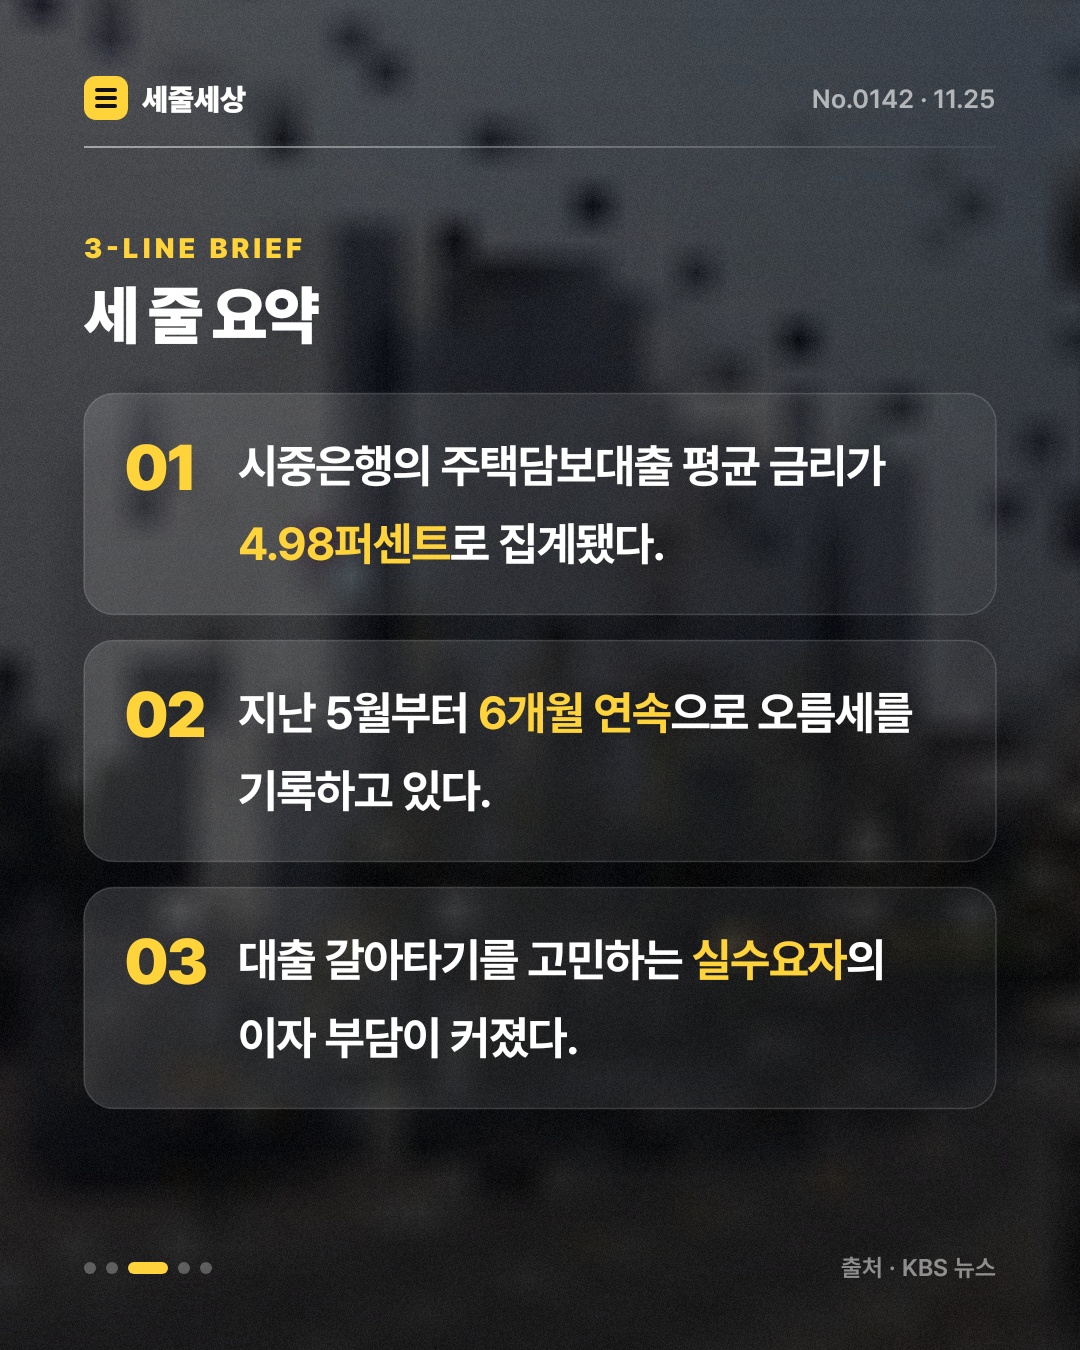 세줄세상
No.0142 · 11.25
3-LINE BRIEF
세 줄 요약
01
시중은행의 주택담보대출 평균 금리가
4.98퍼센트로 집계됐다.
02
지난 5월부터 6개월 연속으로 오름세를
기록하고 있다.
03
대출 갈아타기를 고민하는 실수요자의
이자 부담이 커졌다.
출처 · KBS 뉴스